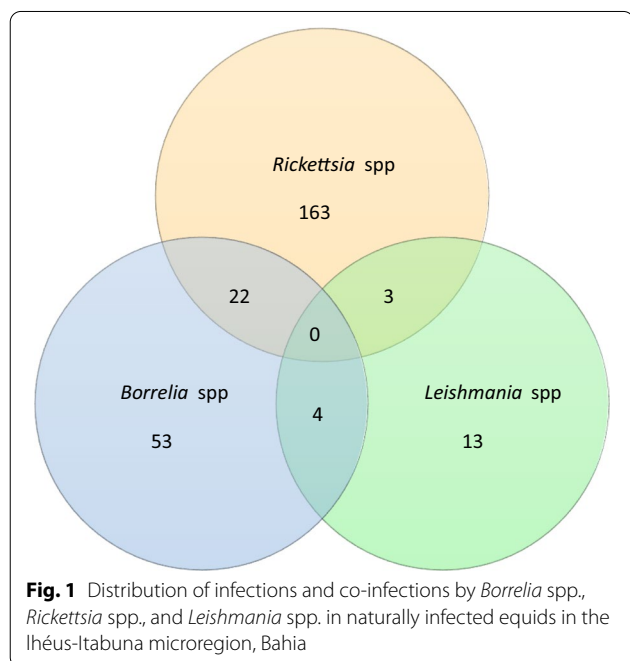 Rickettsia spp
163
22
3
0
Borrelia spp
Leishmania spp
4
53
13
Fig. 1 Distribution of infections and co-infections by Borrelia spp.,
Rickettsia spp., and Leishmania spp. in naturally infected equids in the
Ihéus-Itabuna microregion, Bahia